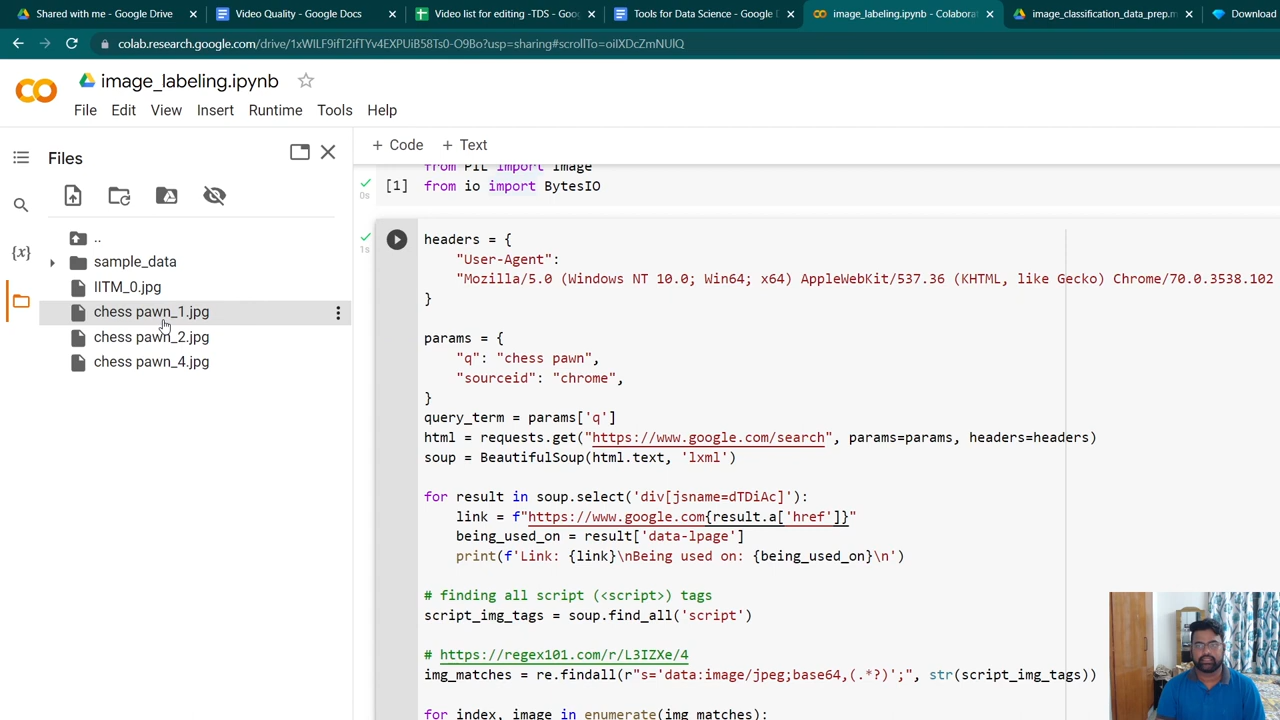 Shared with me - Google Drive
Video Quality - Google Docs
Video list for editing -TDS - Goo
Tools for Data Science - Google D
image_labeling.ipynb - Colabora
image_classification_data_prep.m
Download
colab.research.google.com/drive/1xWILF9ifT2ifTYv4EXPUiB58Ts0-O9Bo?usp=sharing#scrollTo=oiIXDcZmNUlQ
image_labeling.ipynb
File Edit View Insert Runtime Tools Help
Files
+ Code + Text
..
sample_data
IITM_0.jpg
chess pawn_1.jpg
chess pawn_2.jpg
chess pawn_4.jpg
{x}
from PIL import Image
[1] from io import BytesIO
0s
1s
headers = {
"User-Agent":
"Mozilla/5.0 (Windows NT 10.0; Win64; x64) AppleWebKit/537.36 (KHTML, like Gecko) Chrome/70.0.3538.102
}
params = {
"q": "chess pawn",
"sourceid": "chrome",
}
query_term = params['q']
html = requests.get("https://www.google.com/search", params=params, headers=headers)
soup = BeautifulSoup(html.text, 'lxml')
for result in soup.select('div[jsname=dTDiAc]'):
link = f"https://www.google.com{result.a['href']}"
being_used_on = result['data-lpage']
print(f'Link: {link}\nBeing used on: {being_used_on}\n')
# finding all script (<script>) tags
script_img_tags = soup.find_all('script')
# https://regex101.com/r/L3IZXe/4
img_matches = re.findall(r"s='data:image/jpeg;base64,(.*?)';", str(script_img_tags))
for index, image in enumerate(img_matches):